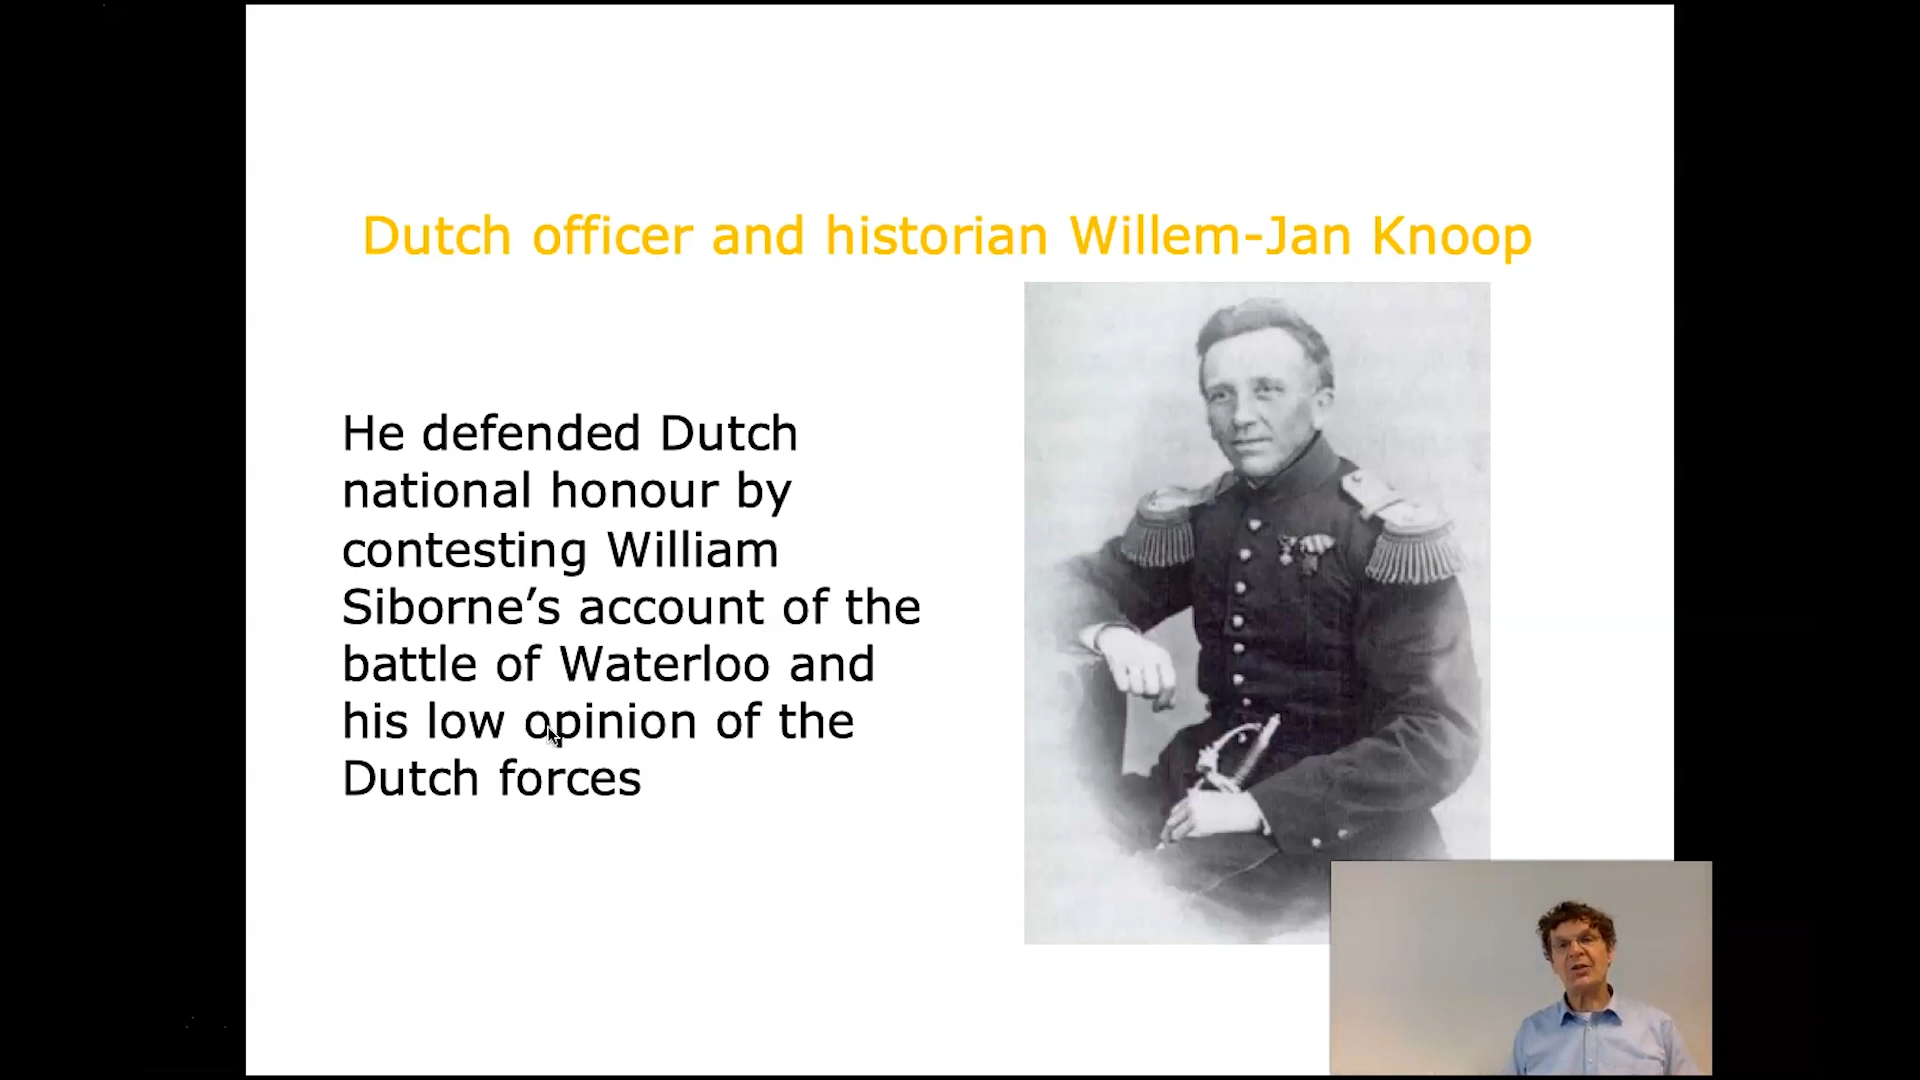 Dutch officer and historian Willem-Jan Knoop
He defended Dutch
national honour by
contesting William
Siborne’s account of the
battle of Waterloo and
his low opinion of the
Dutch forces